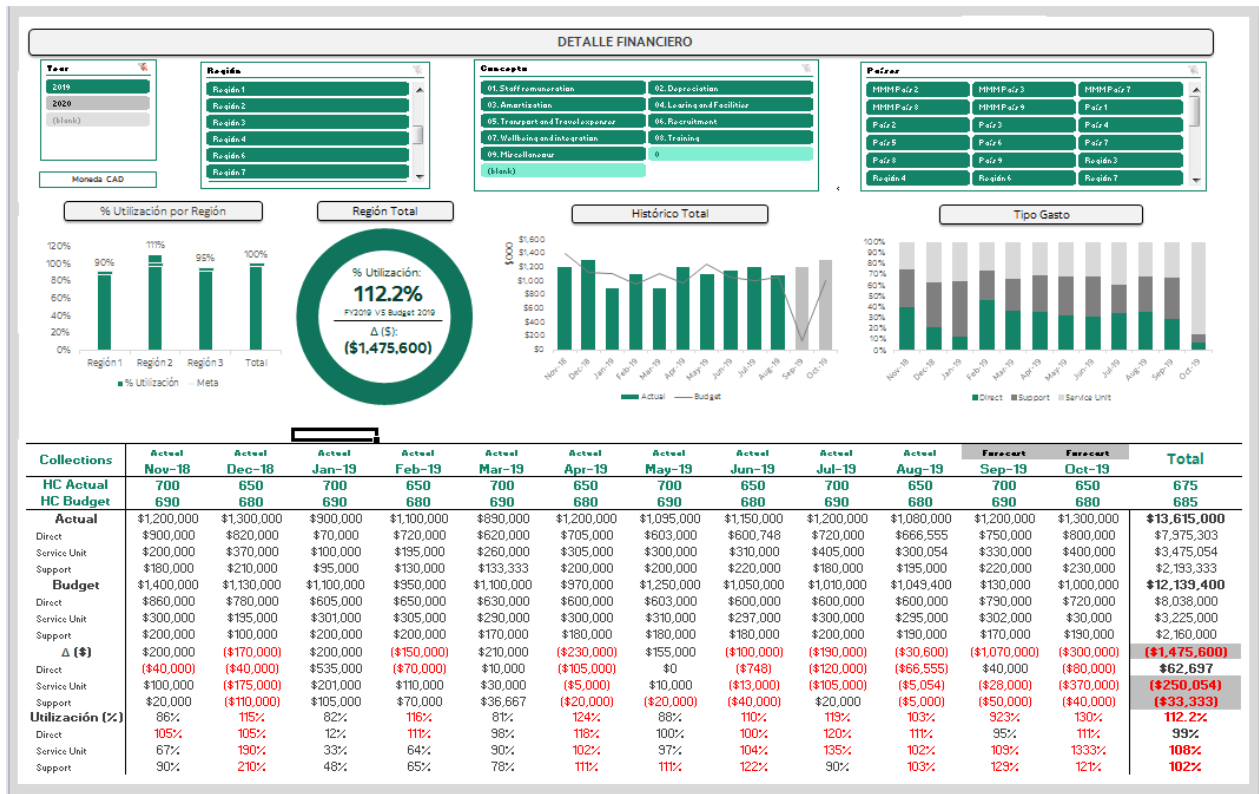 DETALLE FINANCIERO
Year
2019
2020
(blank)
Moneda CAD
Región
Región 1
Región 2
Región 3
Región 4
Región 6
Región 7
Concepto
01. Staff remuneration 02. Depreciation
03. Amortization 04. Leasing and Facilities
05. Transport and Travel expenses 06. Recruitment
07. Wellbeing and integration 08. Training
09. Miscellaneous 0
(blank)
Países
MMM País 2 MMM País 3 MMM País 7
MMM País 8 MMM País 9 País 1
País 2 País 3 País 4
País 5 País 6 País 7
País 8 País 9 Región 3
Región 4 Región 6 Región 7
% Utilización por Región
120%
100%
80%
60%
40%
20%
0%
90% 111% 95% 100%
Región 1 Región 2 Región 3 Total
% Utilización Meta
Región Total
% Utilización:
112.2%
FY2019 VS Budget 2019
Δ ($):
($1,475,600)
Histórico Total
$000
$1,600
$1,400
$1,200
$1,000
$800
$600
$400
$200
$0
Nov-18 Dec-18 Jan-19 Feb-19 Mar-19 Apr-19 May-19 Jun-19 Jul-19 Aug-19 Sep-19 Oct-19
Actual Budget
Tipo Gasto
100%
90%
80%
70%
60%
50%
40%
30%
20%
10%
0%
Nov-18 Dec-18 Jan-19 Feb-19 Mar-19 Apr-19 May-19 Jun-19 Jul-19 Aug-19 Sep-19 Oct-19
Direct Support Service Unit
Collections Actual Actual Actual Actual Actual Actual Actual Actual Actual Actual Forecast Forecast Total
Nov-18 Dec-18 Jan-19 Feb-19 Mar-19 Apr-19 May-19 Jun-19 Jul-19 Aug-19 Sep-19 Oct-19
HC Actual 700 650 700 650 700 650 700 650 700 650 700 650 675
HC Budget 690 680 690 680 690 680 690 680 690 680 690 680 685
Actual $1,200,000 $1,300,000 $900,000 $1,100,000 $890,000 $1,200,000 $1,095,000 $1,150,000 $1,200,000 $1,080,000 $1,200,000 $1,300,000 $13,615,000
Direct $900,000 $820,000 $70,000 $720,000 $620,000 $705,000 $603,000 $600,748 $720,000 $666,555 $750,000 $800,000 $7,975,303
Service Unit $200,000 $370,000 $100,000 $195,000 $260,000 $305,000 $300,000 $310,000 $405,000 $300,054 $330,000 $400,000 $3,475,054
Support $180,000 $210,000 $95,000 $130,000 $133,333 $200,000 $200,000 $220,000 $180,000 $195,000 $220,000 $230,000 $2,193,333
Budget $1,400,000 $1,130,000 $1,100,000 $950,000 $1,100,000 $970,000 $1,250,000 $1,050,000 $1,010,000 $1,049,400 $130,000 $1,000,000 $12,139,400
Direct $860,000 $780,000 $605,000 $650,000 $630,000 $600,000 $603,000 $600,000 $600,000 $600,000 $790,000 $720,000 $8,038,000
Service Unit $300,000 $195,000 $301,000 $305,000 $290,000 $300,000 $310,000 $297,000 $300,000 $295,000 $302,000 $30,000 $3,225,000
Support $200,000 $100,000 $200,000 $200,000 $170,000 $180,000 $180,000 $180,000 $200,000 $190,000 $170,000 $190,000 $2,160,000
Δ ($) $200,000 ($170,000) $200,000 ($150,000) $210,000 ($230,000) $155,000 ($100,000) ($190,000) ($30,600) ($1,070,000) ($300,000) ($1,475,600)
Direct ($40,000) ($40,000) $535,000 ($70,000) $10,000 ($105,000) $0 ($748) ($120,000) ($66,555) $40,000 ($80,000) $62,697
Service Unit $100,000 ($175,000) $201,000 $110,000 $30,000 ($5,000) $10,000 ($13,000) ($105,000) ($5,054) ($28,000) ($370,000) ($250,054)
Support $20,000 ($110,000) $105,000 $70,000 $36,667 ($20,000) ($20,000) ($40,000) $20,000 ($5,000) ($50,000) ($40,000) ($33,333)
Utilización (%) 86% 115% 82% 116% 81% 124% 88% 110% 119% 103% 923% 130% 112.2%
Direct 105% 105% 12% 111% 98% 118% 100% 100% 120% 111% 95% 111% 99%
Service Unit 67% 190% 33% 64% 90% 102% 97% 104% 135% 102% 109% 1333% 108%
Support 90% 210% 48% 65% 78% 111% 111% 122% 90% 103% 129% 121% 102%